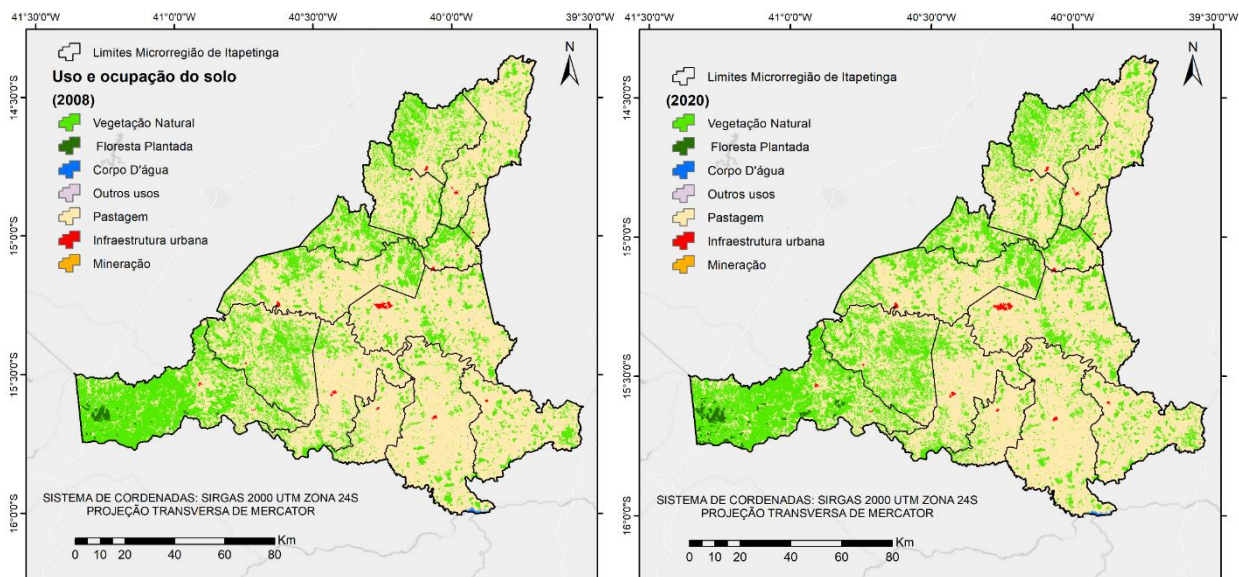 41°3'0"W 40°3'0"W 40°0'0"W 39°3'0"W
N
Limites Microrregião de Itapetinga
Uso e ocupação do solo
(2008)
Vegetação Natural
Floresta Plantada
Corpo D'água
Outros usos
Pastagem
Infraestrutura urbana
Mineração
14°30'0"S
15°0'0"S
15°30'0"S
16°0'0"S
SISTEMA DE CORDENADAS: SIRGAS 2000 UTM ZONA 24S
PROJEÇÃO TRANSVERSA DE MERCATOR
Km
0 10 20 40 60 80
41°0'0"W
41°30'0"W 41°0'0"W 40°30'0"W 40°0'0"W 39°30'0"W
N
Limites Microrregião de Itapetinga
(2020)
Vegetação Natural
Floresta Plantada
Corpo D'água
Outros usos
Pastagem
Infraestrutura urbana
Mineração
14°30'0"S
15°0'0"S
15°30'0"S
16°0'0"S
SISTEMA DE CORDENADAS: SIRGAS 2000 UTM ZONA 24S
PROJEÇÃO TRANSVERSA DE MERCATOR
Km
0 10 20 40 60 80